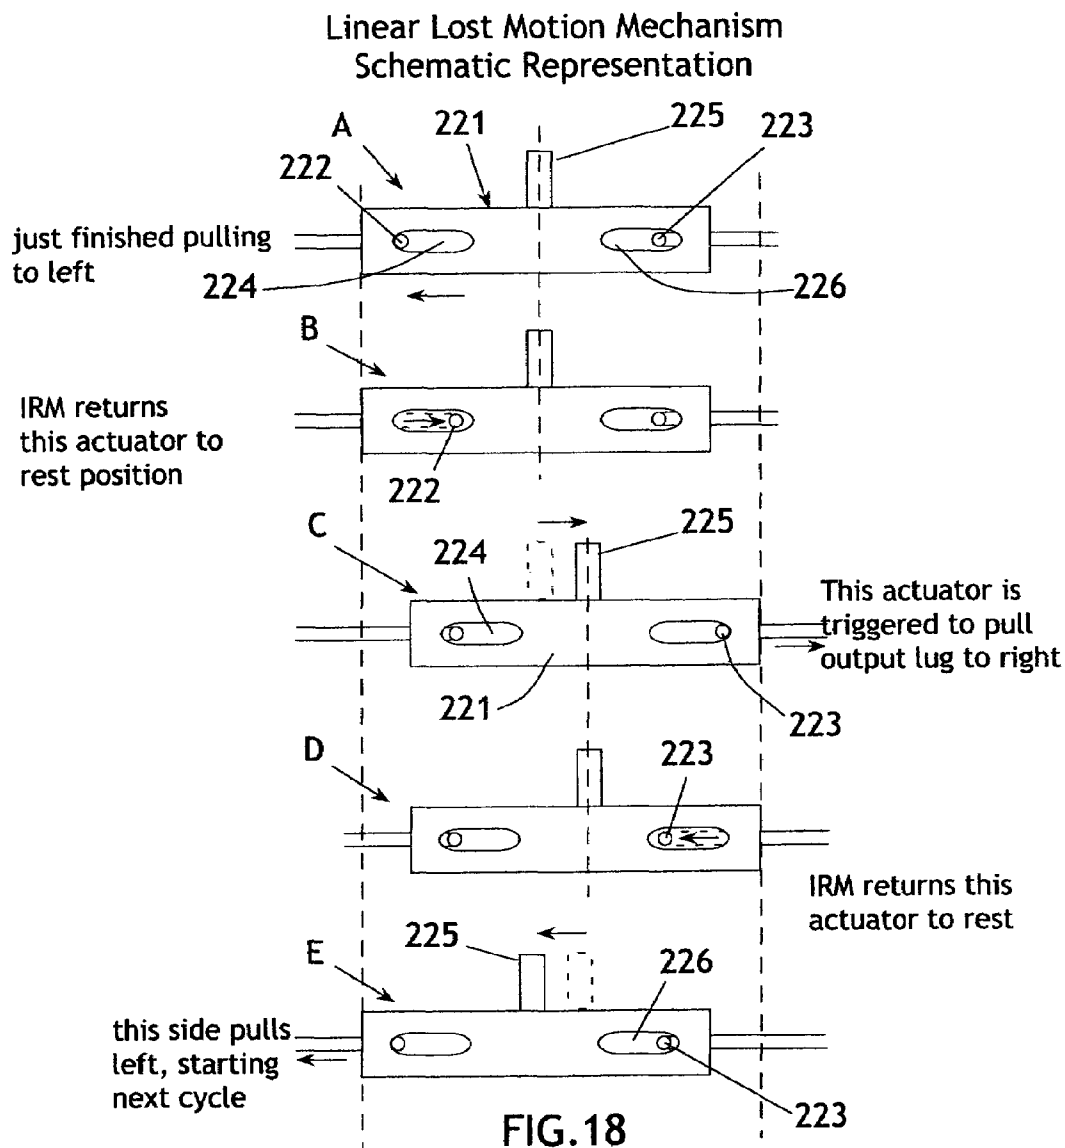 Linear Lost Motion Mechanism
Schematic Representation
A
221
225
223
222
just finished pulling
to left
224
226
B
IRM returns
this actuator to
rest position
222
C
224
225
This actuator is
triggered to pull
output lug to right
221
223
D
223
IRM returns this
actuator to rest
E
225
226
this side pulls
left, starting
next cycle
223
FIG.18